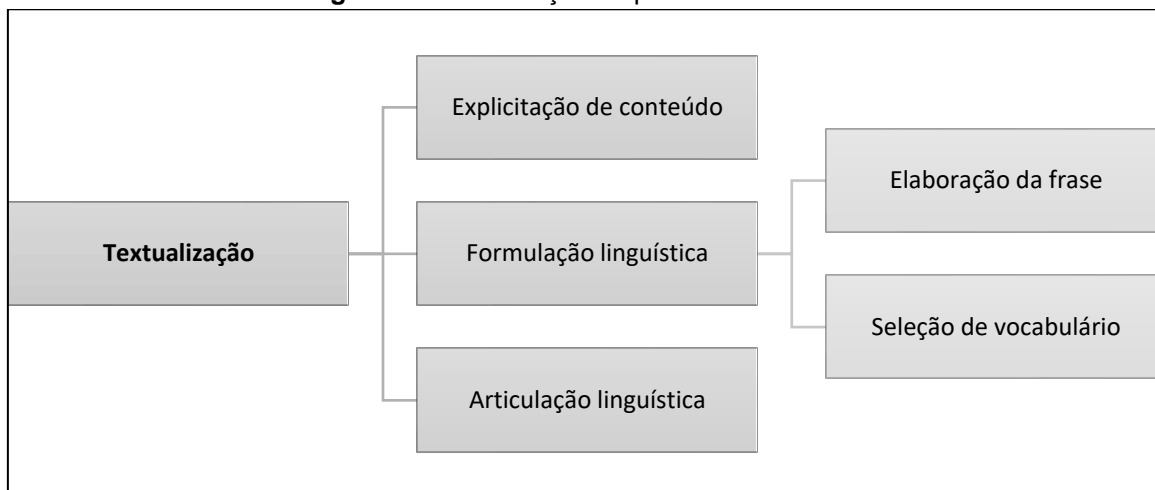 Explicitação de conteúdo
Elaboração da frase
Textualização
Formulação linguística
Seleção de vocabulário
Articulação linguística